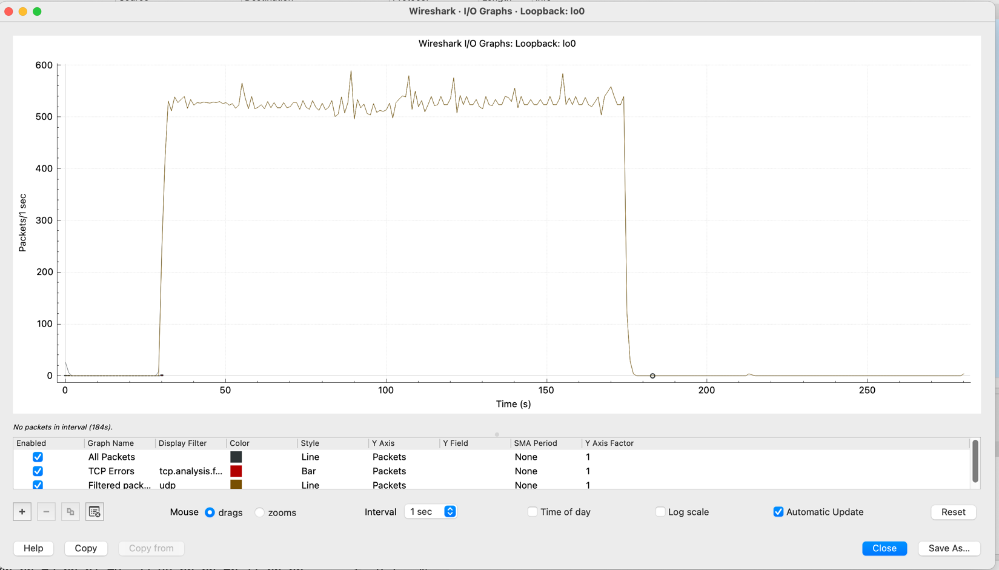 Wireshark · I/O Graphs · Loopback: lo0
Wireshark I/O Graphs: Loopback: lo0
600
500
400
300
200
100
0
Packets/1 sec
0 50 100 150 200 250
Time (s)
No packets in interval (184s).
Enabled Graph Name Display Filter Color Style Y Axis Y Field SMA Period Y Axis Factor
All Packets Line Packets None 1
TCP Errors tcp.analysis.f... Bar Packets None 1
Filtered pack... udp Line Packets None 1
+ − Mouse drags zooms Interval 1 sec Time of day Log scale Automatic Update Reset
Help Copy Copy from Close Save As...